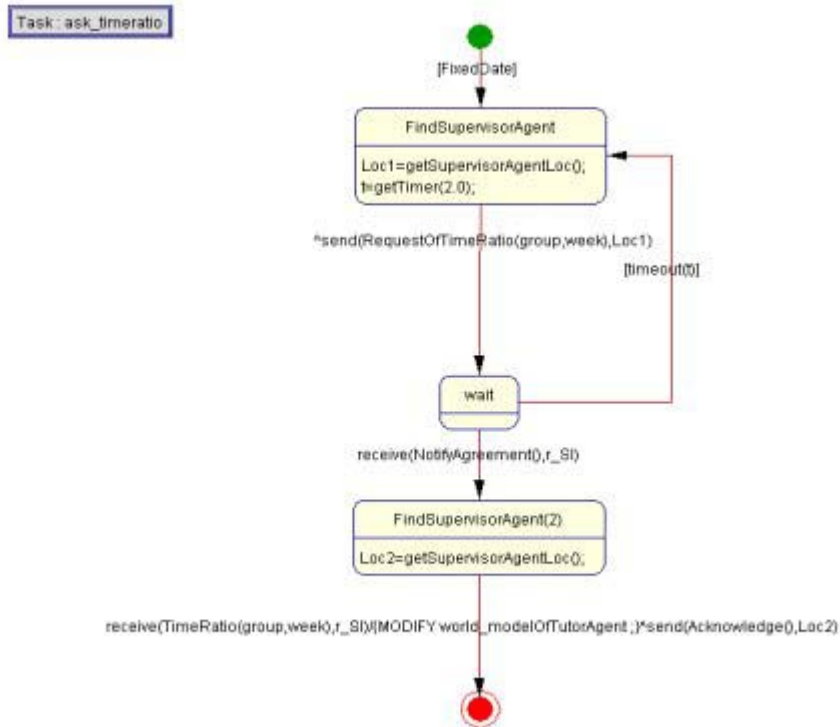 Task : ask_timeratio
[FixedDate]
FindSupervisorAgent
Loc1=getSupervisorAgentLoc();
t=getTimer(2.0);
^send(RequestOfTimeRatio(group,week),Loc1)
[timeout(t)]
wait
receive(NotifyAgreement(),r_SI)
FindSupervisorAgent(2)
Loc2=getSupervisorAgentLoc();
receive(TimeRatio(group,week),r_SI)/{MODIFY world_modelOfTutorAgent ;}^send(Acknowledge(),Loc2)